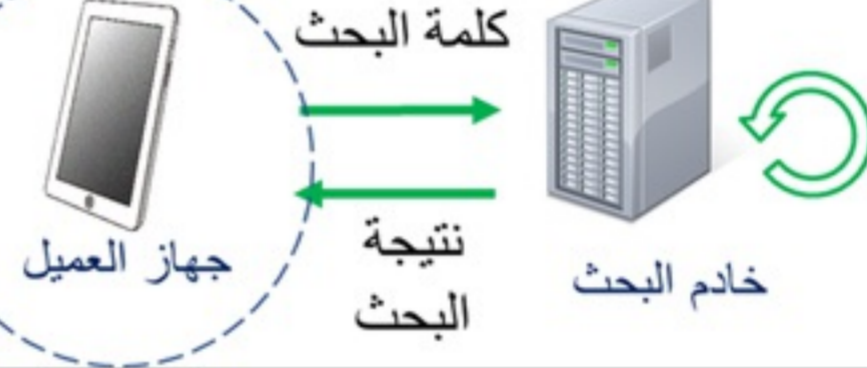 كلمة البحث
نتيجة
البحث
جهاز العميل
خادم البحث